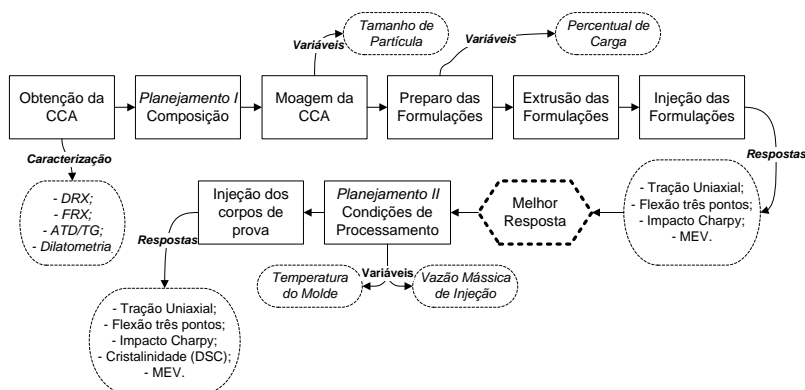 Tamanho de
Partícula
Percentual de
Carga
Variáveis
Variáveis
Obtenção da
CCA
Planejamento I
Composição
Moagem da
CCA
Preparo das
Formulações
Extrusão das
Formulações
Injeção das
Formulações
Caracterização
Respostas
- DRX;
- FRX;
- ATD/TG;
- Dilatometria
Injeção dos
corpos de
prova
Planejamento II
Condições de
Processamento
Melhor
Resposta
- Tração Uniaxial;
- Flexão três pontos;
- Impacto Charpy;
- MEV.
Respostas
Variáveis
Temperatura
do Molde
Vazão Mássica
de Injeção
- Tração Uniaxial;
- Flexão três pontos;
- Impacto Charpy;
- Cristalinidade (DSC);
- MEV.